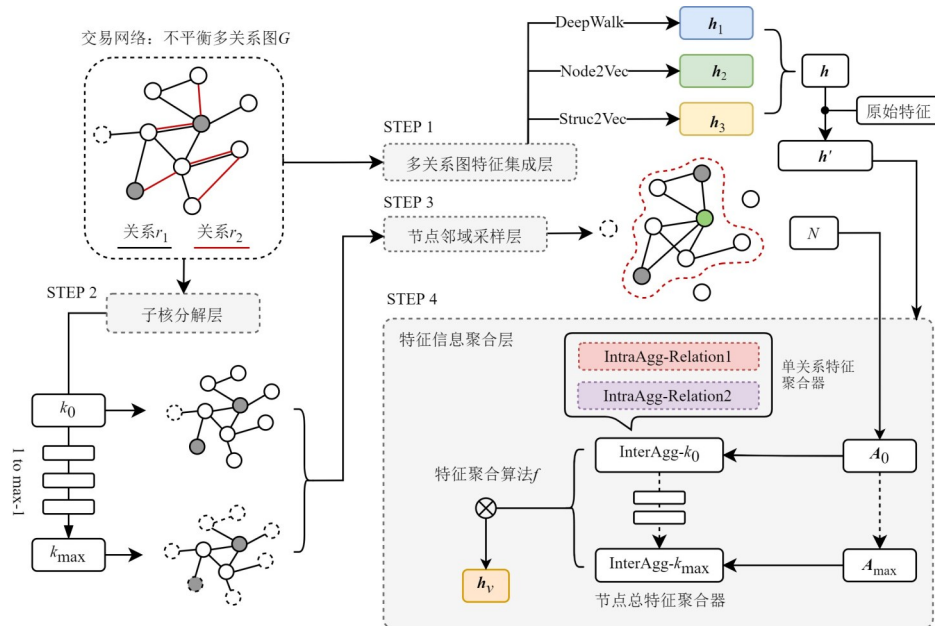 交易网络：不平衡多关系图G
关系r1 关系r2
STEP 1
多关系图特征集成层
DeepWalk
h1
Node2Vec
h2
Struc2Vec
h3
h
原始特征
h'
STEP 2
子核分解层
k0
1 to max-1
kmax
STEP 3
节点邻域采样层
N
STEP 4
特征信息聚合层
IntraAgg-Relation1
IntraAgg-Relation2
单关系特征
聚合器
InterAgg-k0
A0
特征聚合算法f
hv
InterAgg-kmax
Amax
节点总特征聚合器